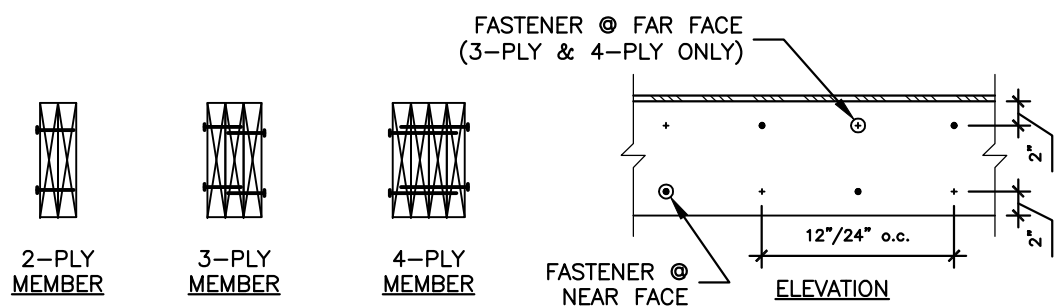 FASTENER @ FAR FACE
(3-PLY & 4-PLY ONLY)
2"
12"/24" o.c.
2"
2-PLY
MEMBER
3-PLY
MEMBER
4-PLY
MEMBER
FASTENER @
NEAR FACE
ELEVATION